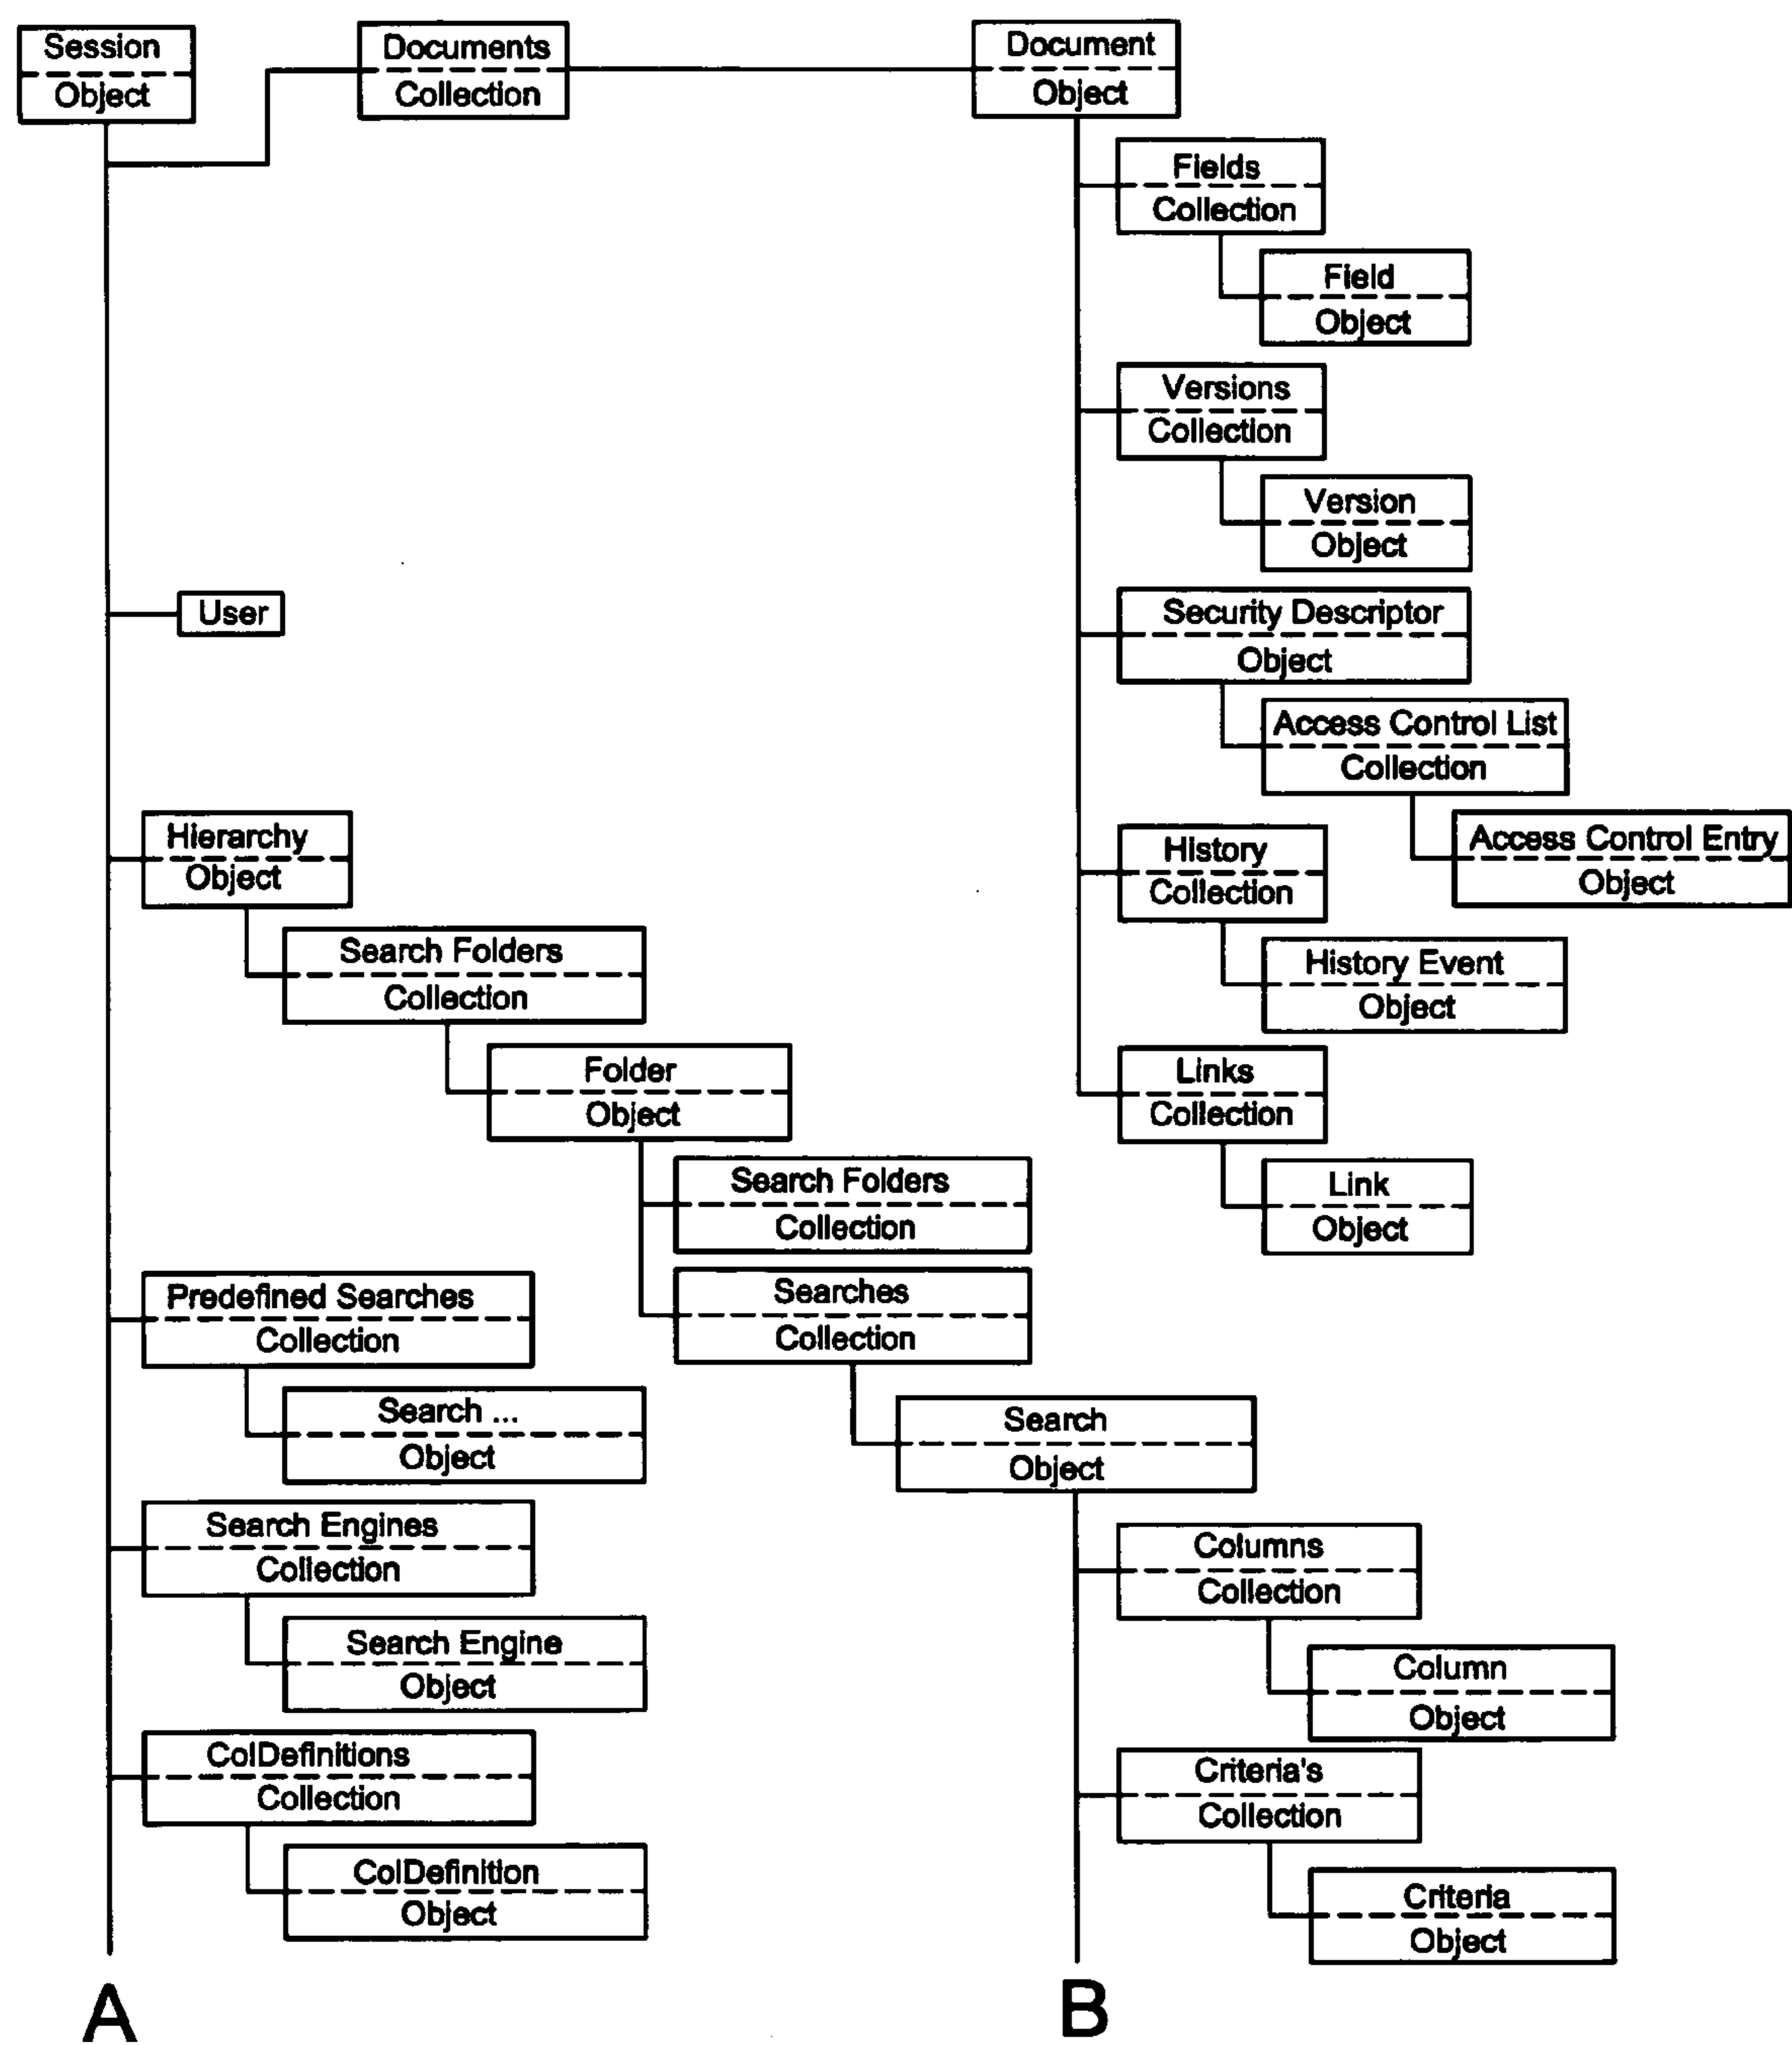 Session
Object
Documents
Collection
Document
Object
Fields
Collection
Field
Object
Versions
Collection
Version
Object
User
Security Descriptor
Object
Access Control List
Collection
Access Control Entry
Object
Hierarchy
Object
History
Collection
Search Folders
Collection
History Event
Object
Folder
Object
Links
Collection
Search Folders
Collection
Link
Object
Predefined Searches
Collection
Searches
Collection
Search ...
Object
Search
Object
Search Engines
Collection
Columns
Collection
Search Engine
Object
Column
Object
ColDefinitions
Collection
Criteria's
Collection
ColDefinition
Object
Criteria
Object
A
B